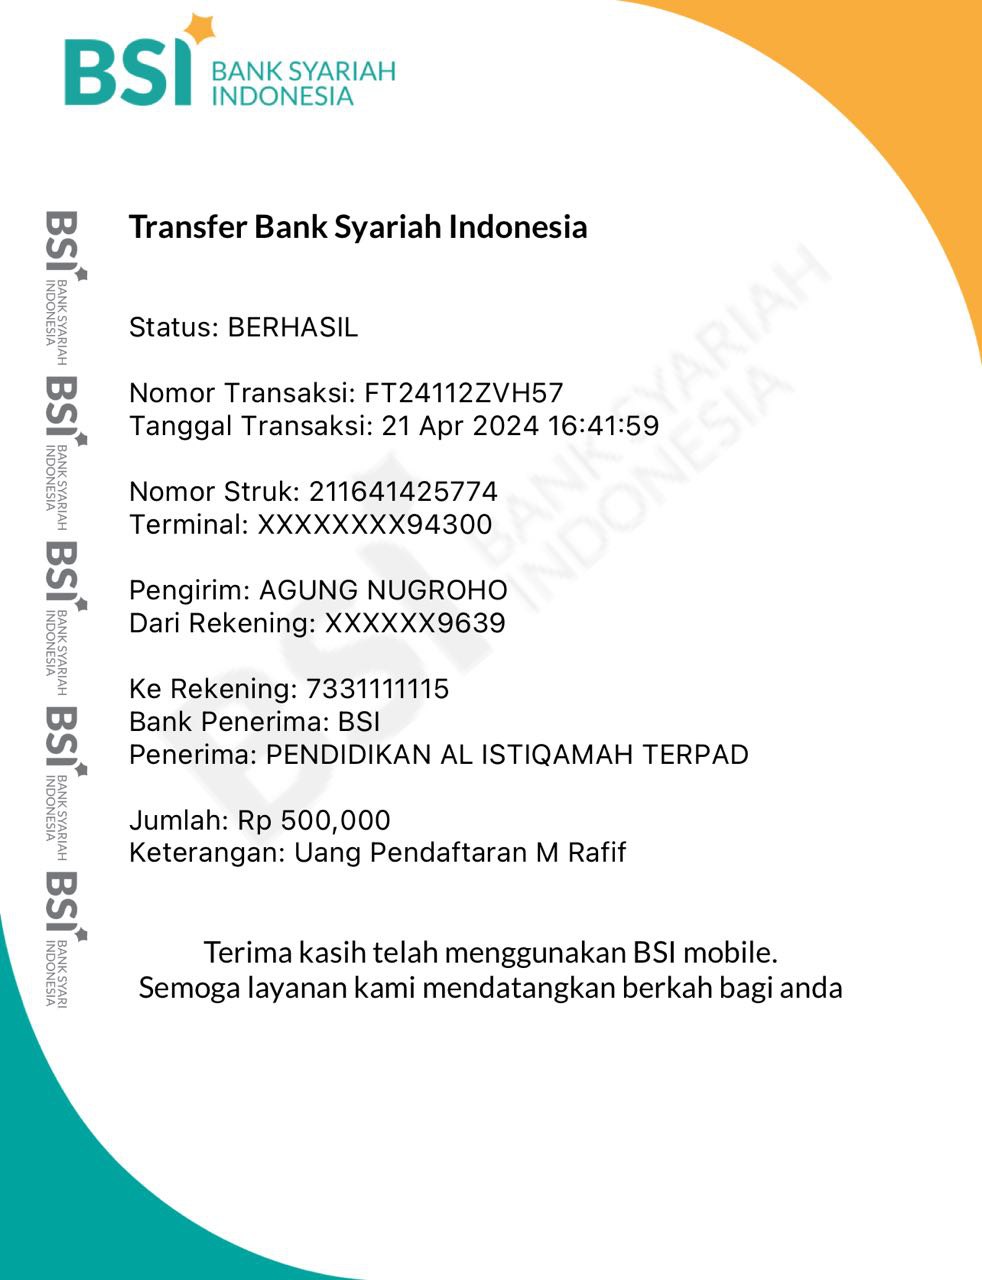 BSI BANK SYARIAH
INDONESIA
Transfer Bank Syariah Indonesia
Status: BERHASIL
Nomor Transaksi: FT24112ZVH57
Tanggal Transaksi: 21 Apr 2024 16:41:59
Nomor Struk: 211641425774
Terminal: XXXXXXXX94300
Pengirim: AGUNG NUGROHO
Dari Rekening: XXXXXX9639
Ke Rekening: 7331111115
Bank Penerima: BSI
Penerima: PENDIDIKAN AL ISTIQAMAH TERPAD
Jumlah: Rp 500,000
Keterangan: Uang Pendaftaran M Rafif
Terima kasih telah menggunakan BSI mobile.
Semoga layanan kami mendatangkan berkah bagi anda
BSI BANK SYARIAH
INDONESIA
BSI BANK SYARIAH
INDONESIA
BSI BANK SYARIAH
INDONESIA
BSI BANK SYARIAH
INDONESIA
BSI BANK SYARI
INDONESIA
BSI BANK SYARIAH
INDONESIA